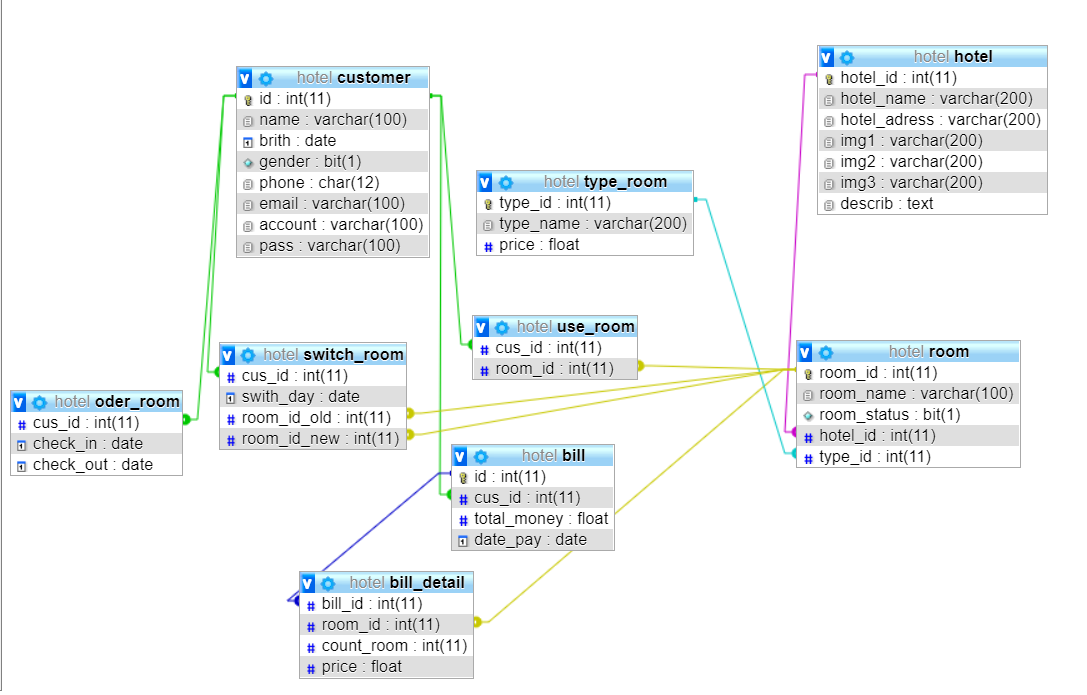 hotel customer
id : int(11)
name : varchar(100)
brith : date
gender : bit(1)
phone : char(12)
email : varchar(100)
account : varchar(100)
pass : varchar(100)
hotel hotel
hotel_id : int(11)
hotel_name : varchar(200)
hotel_adress : varchar(200)
img1 : varchar(200)
img2 : varchar(200)
img3 : varchar(200)
describ : text
hotel type_room
type_id : int(11)
type_name : varchar(200)
price : float
hotel use_room
cus_id : int(11)
room_id : int(11)
hotel switch_room
cus_id : int(11)
swith_day : date
room_id_old : int(11)
room_id_new : int(11)
hotel room
room_id : int(11)
room_name : varchar(100)
room_status : bit(1)
hotel_id : int(11)
type_id : int(11)
hotel oder_room
cus_id : int(11)
check_in : date
check_out : date
hotel bill
id : int(11)
cus_id : int(11)
total_money : float
date_pay : date
hotel bill_detail
bill_id : int(11)
room_id : int(11)
count_room : int(11)
price : float